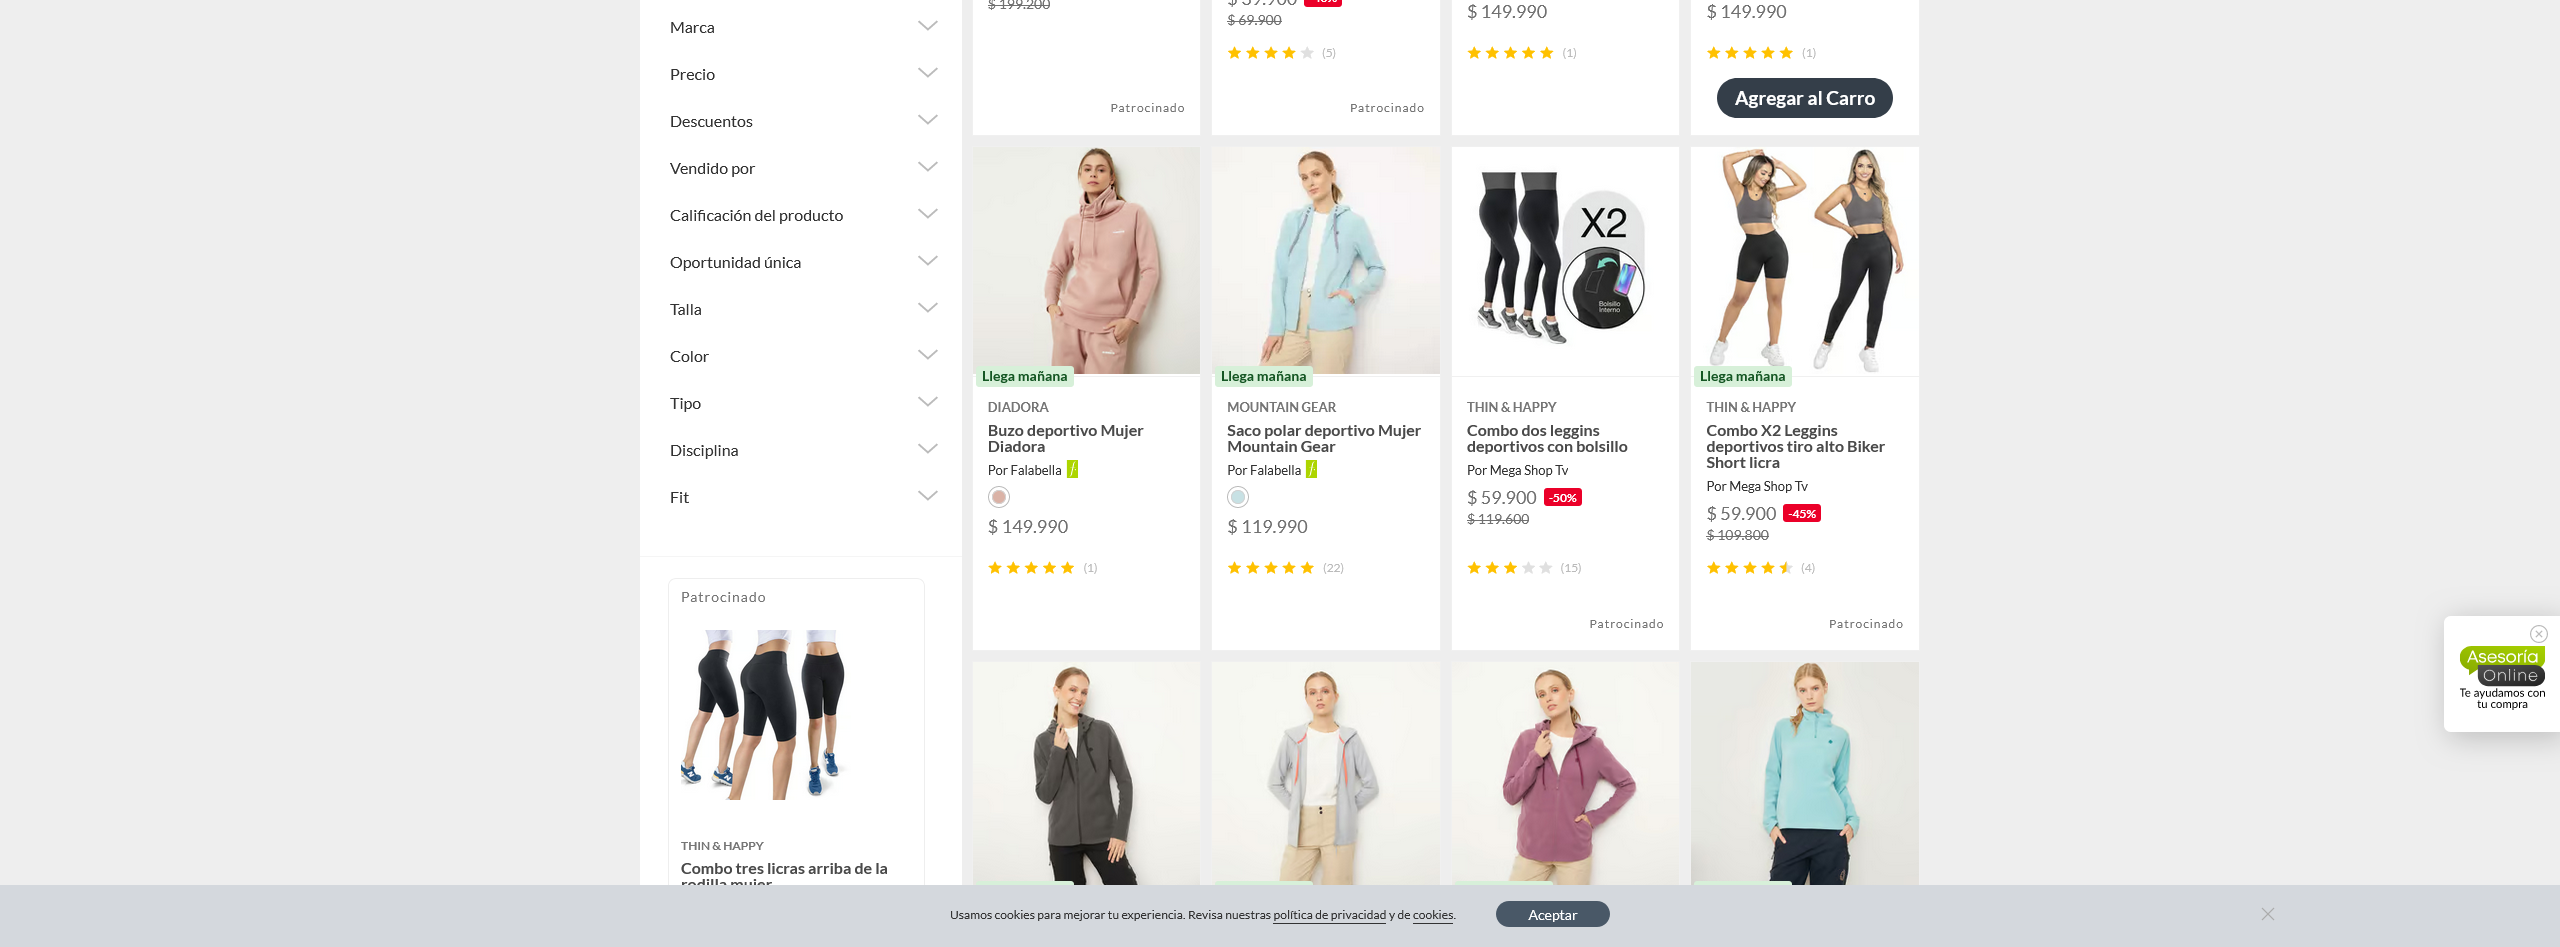 Marca
Precio
Descuentos
Vendido por
Calificación del producto
Oportunidad única
Talla
Color
Tipo
Disciplina
Fit
Patrocinado
THIN & HAPPY
Combo tres licras arriba de la
rodilla mujer
$ 199.200
Patrocinado
$ 39.900
$ 69.900
(5)
Patrocinado
$ 149.990
(1)
$ 149.990
(1)
Agregar al Carro
Llega mañana
DIADORA
Buzo deportivo Mujer
Diadora
Por Falabella
$ 149.990
(1)
Llega mañana
MOUNTAIN GEAR
Saco polar deportivo Mujer
Mountain Gear
Por Falabella
$ 119.990
(22)
X2
Bolsillo
Interno
THIN & HAPPY
Combo dos leggins
deportivos con bolsillo
Por Mega Shop Tv
$ 59.900 -50%
$ 119.600
(15)
Patrocinado
Llega mañana
THIN & HAPPY
Combo X2 Leggins
deportivos tiro alto Biker
Short licra
Por Mega Shop Tv
$ 59.900 -45%
$ 109.800
(4)
Patrocinado
Asesoría
Online
Te ayudamos con
tu compra
Usamos cookies para mejorar tu experiencia. Revisa nuestras política de privacidad y de cookies.
Aceptar